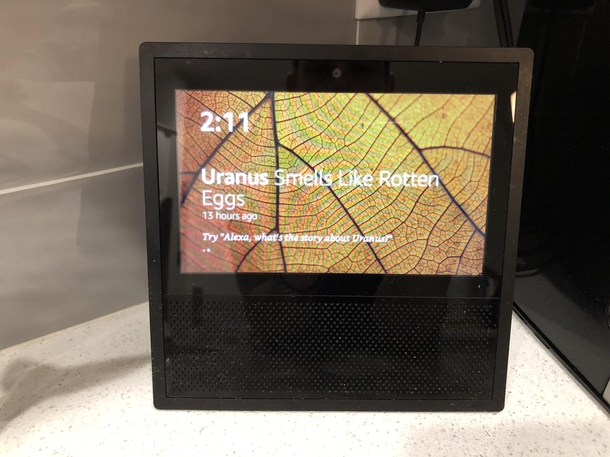 2:11
Uranus Smells Like Rotten
Eggs
13 hours ago
Try "Alexa, what's the story about Uranus?"